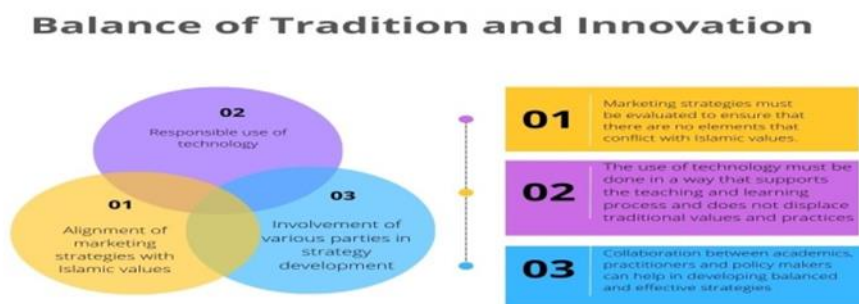 Balance of Tradition and Innovation
02
Responsible use of
technology
01
Alignment of
marketing
strategies with
Islamic values
03
Involvement of
various parties in
strategy
development
01
Marketing strategies must
be evaluated to ensure that
there are no elements that
conflict with Islamic values.
02
The use of technology must be
done in a way that supports
the teaching and learning
process and does not displace
traditional values and practices
03
Collaboration between academics,
practitioners and policy makers
can help in developing balanced
and effective strategies